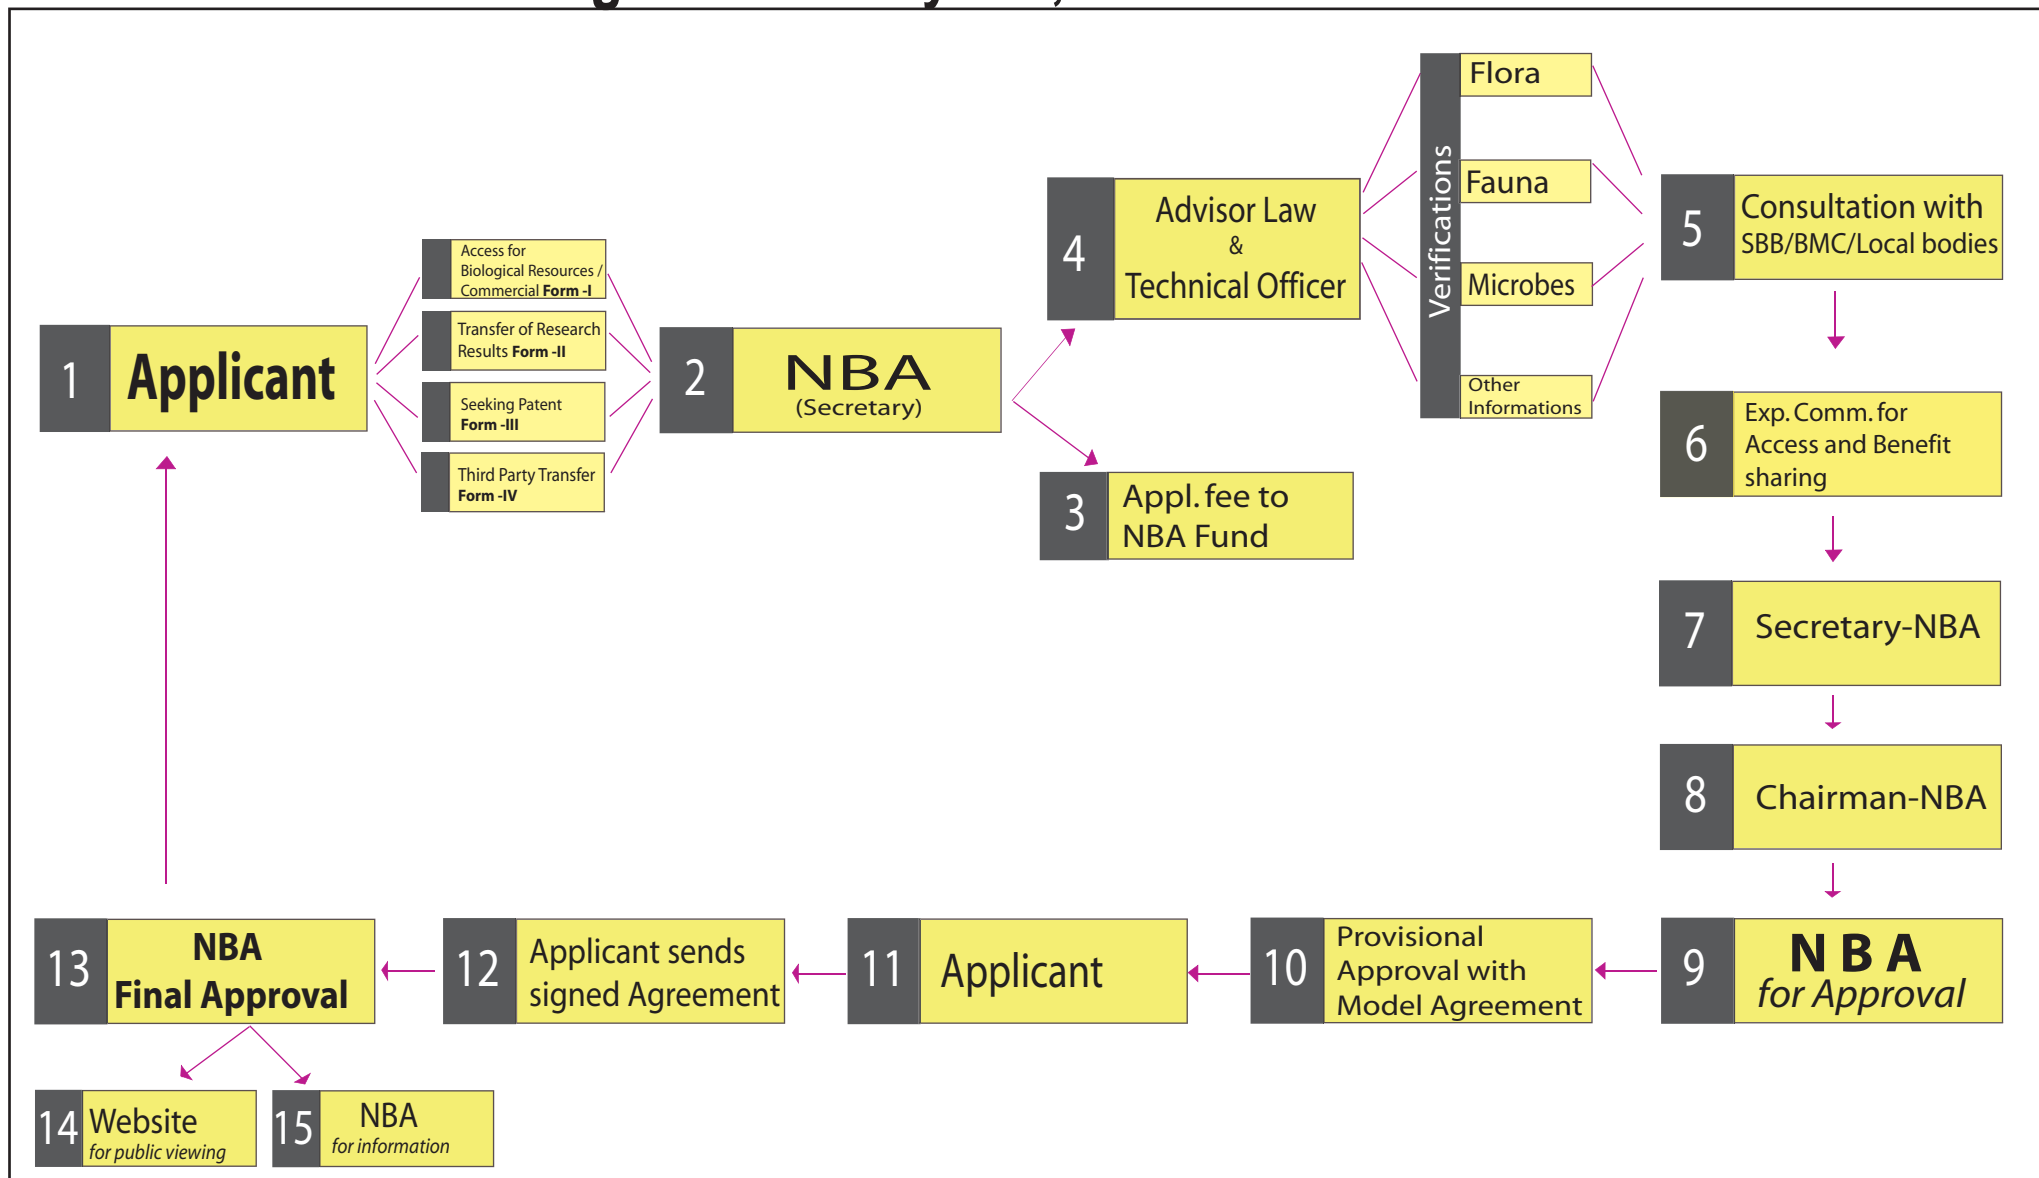 1
Applicant
Access for
Biological Resources /
Commercial Form -I
Transfer of Research
Results Form -II
Seeking Patent
Form -III
Third Party Transfer
Form -IV
2
NBA
(Secretary)
3
Appl. fee to
NBA Fund
4
Advisor Law
&
Technical Officer
Verifications
Flora
Fauna
Microbes
Other
Informations
5
Consultation with
SBB/BMC/Local bodies
6
Exp. Comm. for
Access and Benefit
sharing
7
Secretary-NBA
8
Chairman-NBA
9
N B A
for Approval
10
Provisional
Approval with
Model Agreement
11
Applicant
12
Applicant sends
signed Agreement
13
NBA
Final Approval
14
Website
for public viewing
15
NBA
for information